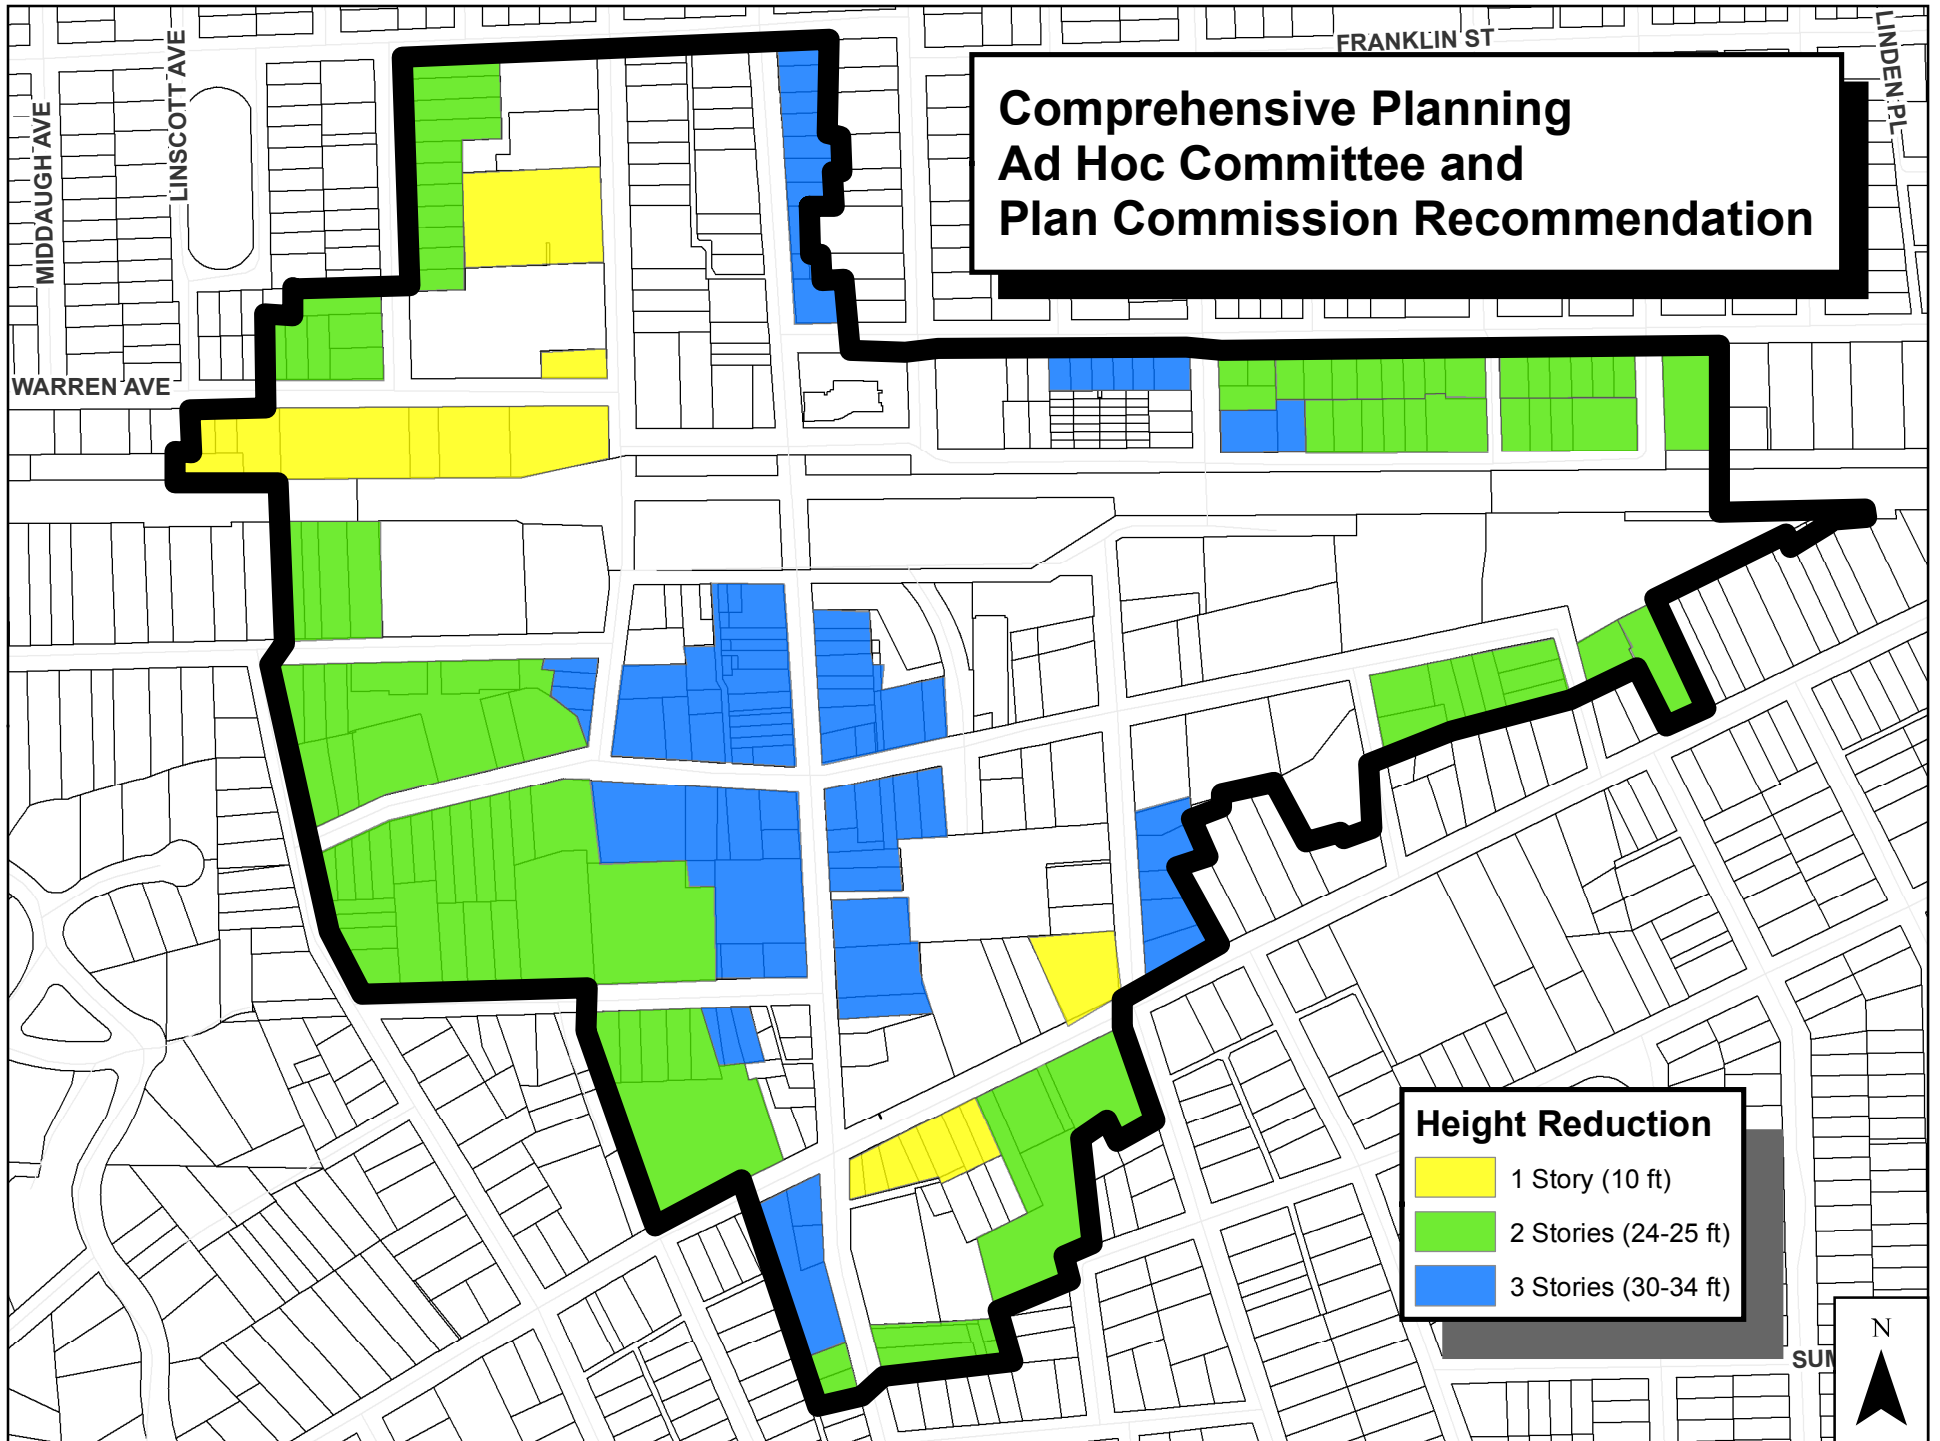 FRANKLIN ST
LINDEN PL
LINSCOTT AVE
MIDDAUGH AVE
Comprehensive Planning
Ad Hoc Committee and
Plan Commission Recommendation
WARREN AVE
Height Reduction
1 Story (10 ft)
2 Stories (24-25 ft)
3 Stories (30-34 ft)
N